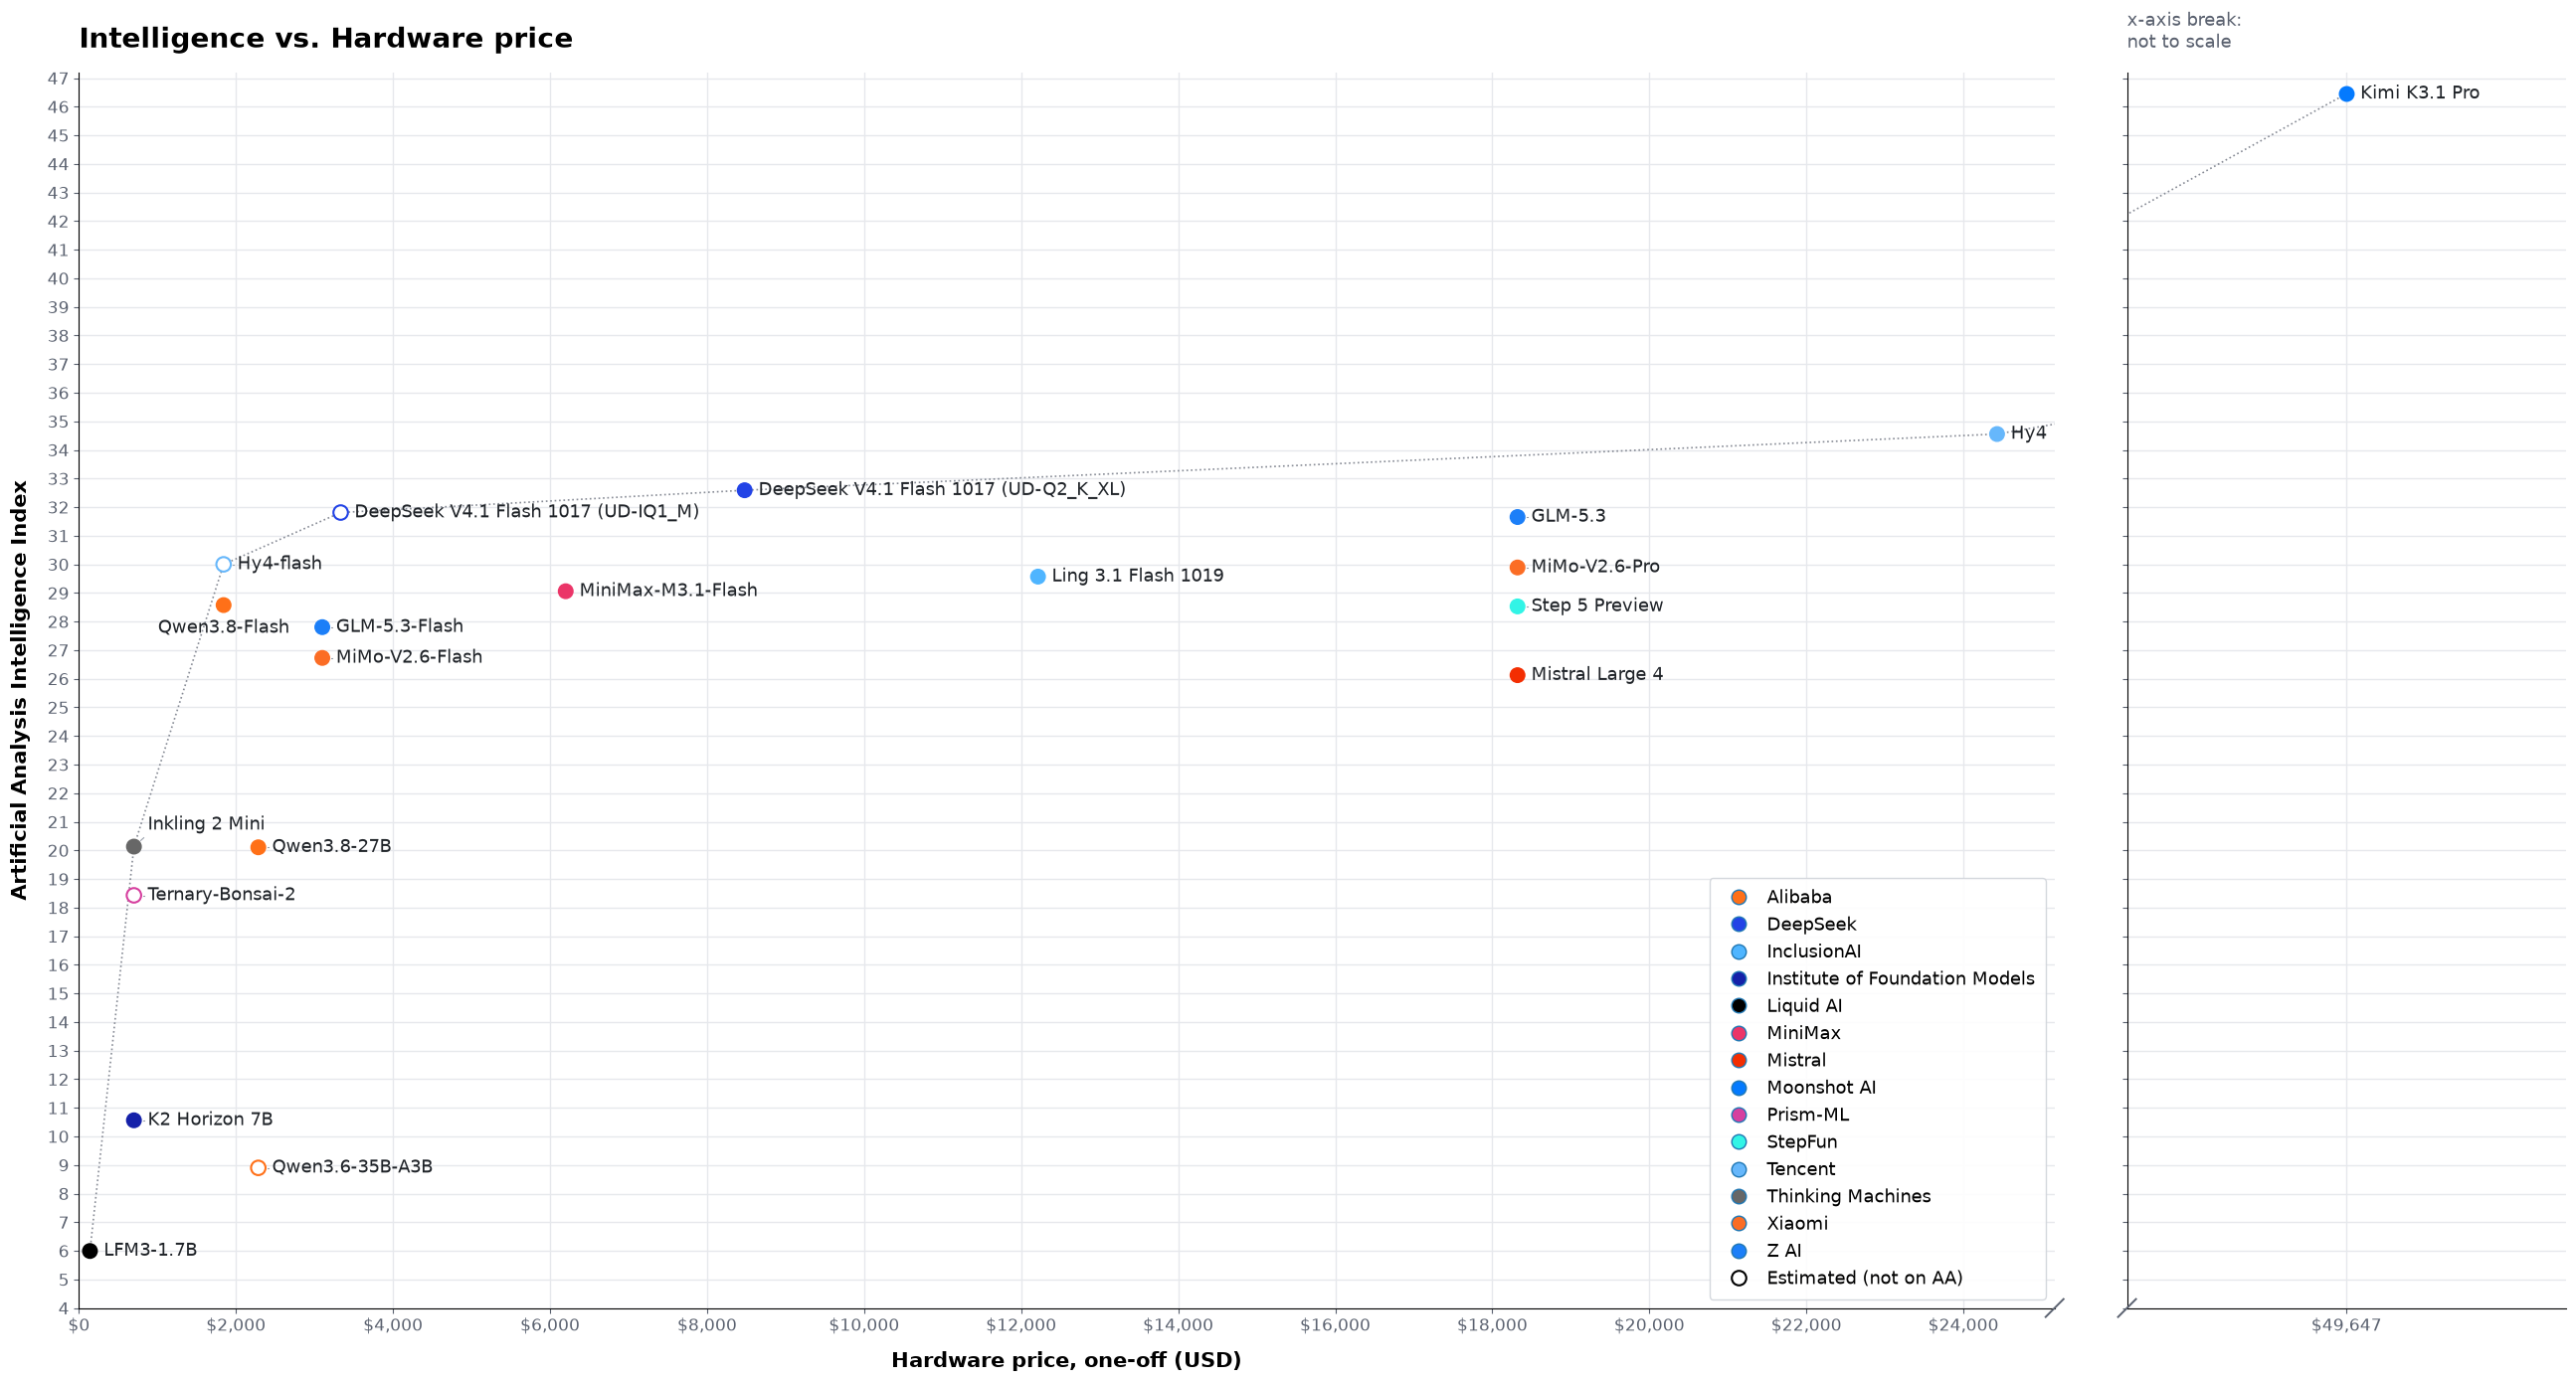 Intelligence vs. Hardware price
x-axis break:
not to scale
Artificial Analysis Intelligence Index
47
46
45
44
43
42
41
40
39
38
37
36
35
34
33
32
31
30
29
28
27
26
25
24
23
22
21
20
19
18
17
16
15
14
13
12
11
10
9
8
7
6
5
4
Kimi K3.1 Pro
Hy4
DeepSeek V4.1 Flash 1017 (UD-Q2_K_XL)
DeepSeek V4.1 Flash 1017 (UD-IQ1_M)
GLM-5.3
Hy4-flash
MiMo-V2.6-Pro
Ling 3.1 Flash 1019
MiniMax-M3.1-Flash
Step 5 Preview
Qwen3.8-Flash
GLM-5.3-Flash
MiMo-V2.6-Flash
Mistral Large 4
Inkling 2 Mini
Qwen3.8-27B
Ternary-Bonsai-2
K2 Horizon 7B
Qwen3.6-35B-A3B
LFM3-1.7B
Alibaba
DeepSeek
InclusionAI
Institute of Foundation Models
Liquid AI
MiniMax
Mistral
Moonshot AI
Prism-ML
StepFun
Tencent
Thinking Machines
Xiaomi
Z AI
Estimated (not on AA)
$0 $2,000 $4,000 $6,000 $8,000 $10,000 $12,000 $14,000 $16,000 $18,000 $20,000 $22,000 $24,000 $49,647
Hardware price, one-off (USD)